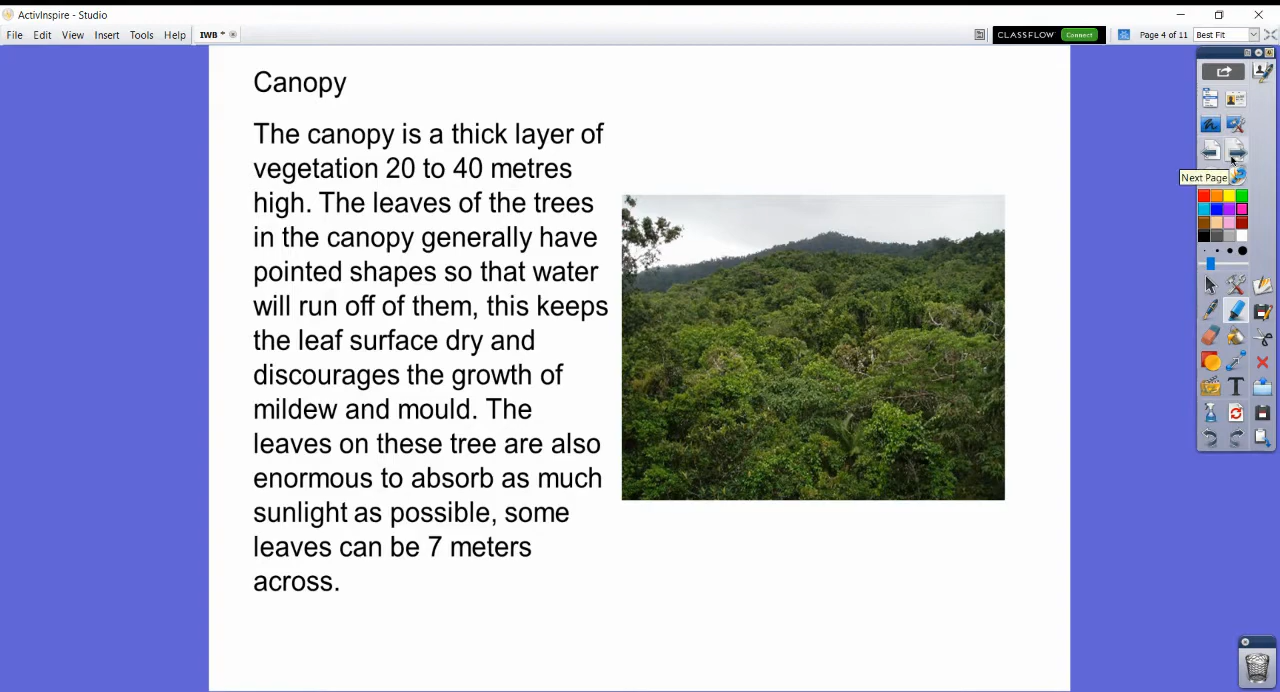 ActivInspire - Studio
File Edit View Insert Tools Help IWB * CLASSFLOW Connect Page 4 of 11 Best Fit
Next Page
Canopy
The canopy is a thick layer of
vegetation 20 to 40 metres
high. The leaves of the trees
in the canopy generally have
pointed shapes so that water
will run off of them, this keeps
the leaf surface dry and
discourages the growth of
mildew and mould. The
leaves on these tree are also
enormous to absorb as much
sunlight as possible, some
leaves can be 7 meters
across.